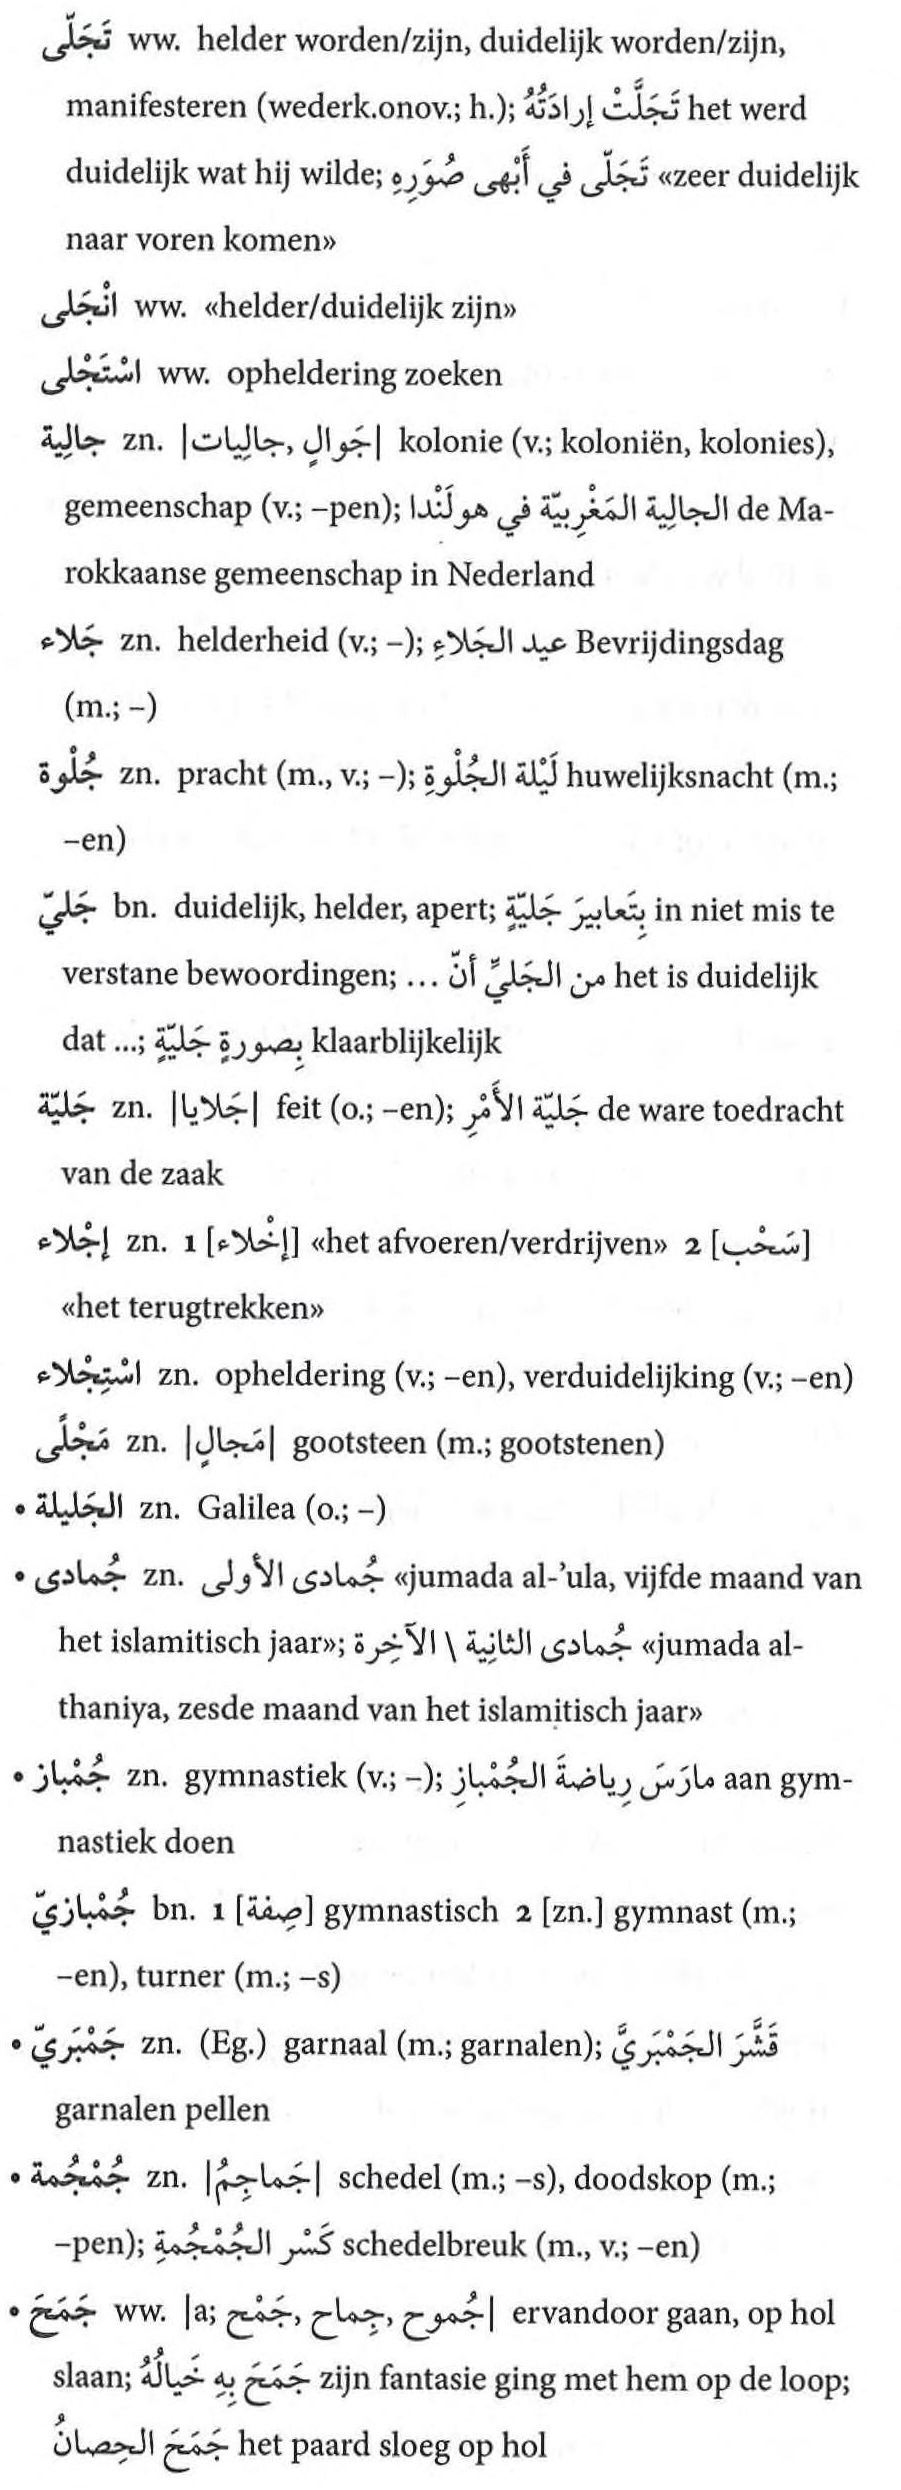 تَجَلَّى ww. helder worden/zijn, duidelijk worden/zijn,
manifesteren (wederk.onov.; h.); تَجَلَّتْ إرادَتُهُ het werd
duidelijk wat hij wilde; تَجَلَّى في أَبْهى صُوَرِهِ «zeer duidelijk
naar voren komen»
انْجَلى ww. «helder/duidelijk zijn»
اسْتَجْلى ww. opheldering zoeken
جالِية zn. |جَوالٍ ,جالِيات| kolonie (v.; koloniën, kolonies),
gemeenschap (v.; –pen); الجالِية المَغْرِبيّة في هولَنْدا de Ma-
rokkaanse gemeenschap in Nederland
جَلاء zn. helderheid (v.; –); عيد الجَلاءِ Bevrijdingsdag
(m.; –)
جُلْوة zn. pracht (m., v.; –); لَيْلة الجُلْوةِ huwelijksnacht (m.;
–en)
جَليّ bn. duidelijk, helder, apert; بِتَعابيرَ جَليّةٍ in niet mis te
verstane bewoordingen; من الجَليِّ أنّ ... het is duidelijk
dat ...; بِصورةٍ جَليّةٍ klaarblijkelijk
جَليّة zn. |جَلايا| feit (o.; –en); جَليّة الأَمْرِ de ware toedracht
van de zaak
إجْلاء zn. 1 [إخْلاء] «het afvoeren/verdrijven» 2 [سَحْب]
«het terugtrekken»
اسْتِجْلاء zn. opheldering (v.; –en), verduidelijking (v.; –en)
مَجْلًى zn. |مَجالٍ| gootsteen (m.; gootstenen)
• الجَليلة zn. Galilea (o.; –)
• جُمادى zn. جُمادى الأولى «jumada al-’ula, vijfde maand van
het islamitisch jaar»; جُمادى الثانِية \ الآخِرة «jumada al-
thaniya, zesde maand van het islamitisch jaar»
• جُمْباز zn. gymnastiek (v.; –); مارَسَ رِياضةَ الجُمْبازِ aan gym-
nastiek doen
جُمْبازيّ bn. 1 [صِفة] gymnastisch 2 [zn.] gymnast (m.;
–en), turner (m.; –s)
• جَمْبَريّ zn. (Eg.) garnaal (m.; garnalen); قَشَّرَ الجَمْبَريَّ
garnalen pellen
• جُمْجُمة zn. |جَماجِمُ| schedel (m.; –s), doodskop (m.;
–pen); كَسْر الجُمْجُمةِ schedelbreuk (m., v.; –en)
• جَمَحَ ww. |a; جُموح ,جِماح ,جَمْح| ervandoor gaan, op hol
slaan; جَمَحَ بِهِ خَيالُهُ zijn fantasie ging met hem op de loop;
جَمَحَ الحِصانُ het paard sloeg op hol